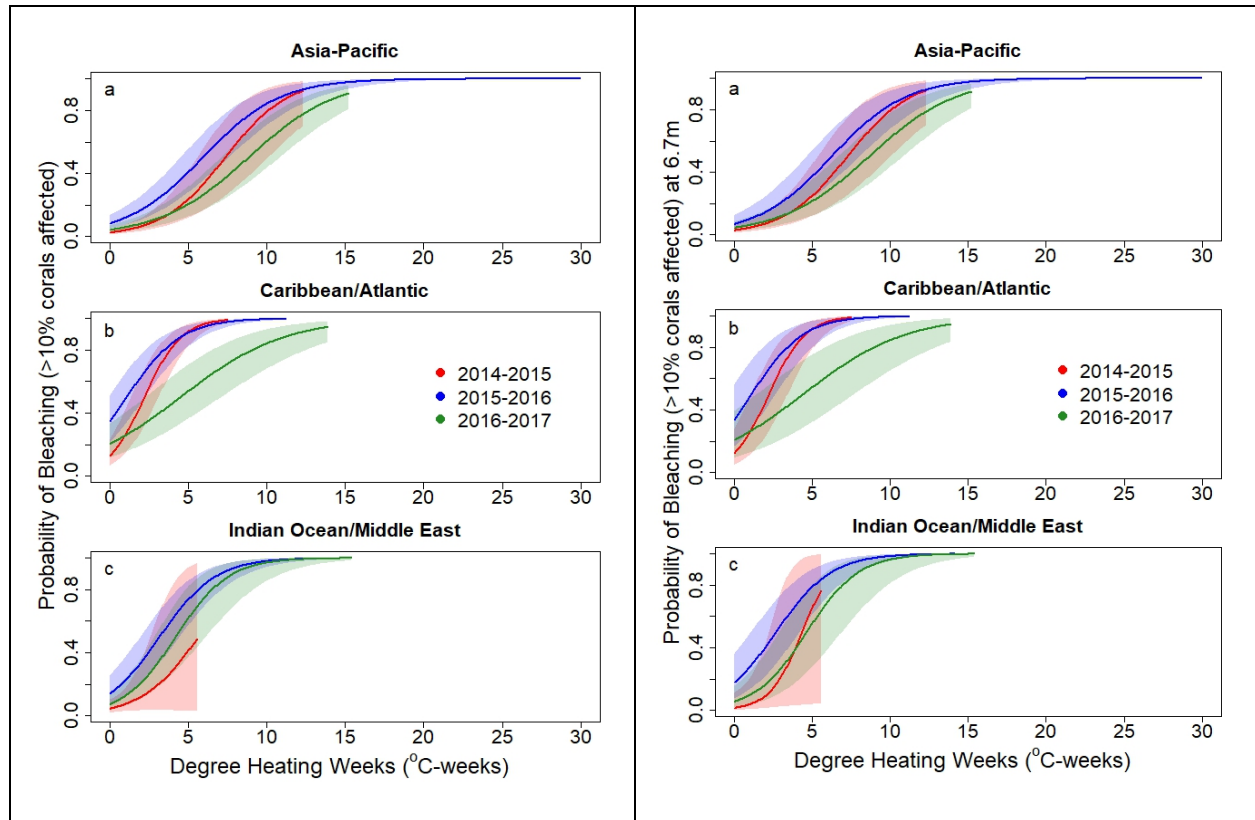 Asia-Pacific
a
0.0 0.4 0.8
0 5 10 15 20 25 30
Caribbean/Atlantic
b
0.0 0.4 0.8
2014-2015
2015-2016
2016-2017
0 5 10 15 20 25 30
Indian Ocean/Middle East
c
0.0 0.4 0.8
0 5 10 15 20 25 30
Probability of Bleaching (>10% corals affected)
Degree Heating Weeks (°C-weeks)
Asia-Pacific
a
0.0 0.4 0.8
0 5 10 15 20 25 30
Caribbean/Atlantic
b
0.0 0.4 0.8
2014-2015
2015-2016
2016-2017
0 5 10 15 20 25 30
Indian Ocean/Middle East
c
0.0 0.4 0.8
0 5 10 15 20 25 30
Probability of Bleaching (>10% corals affected) at 6.7m
Degree Heating Weeks (°C-weeks)